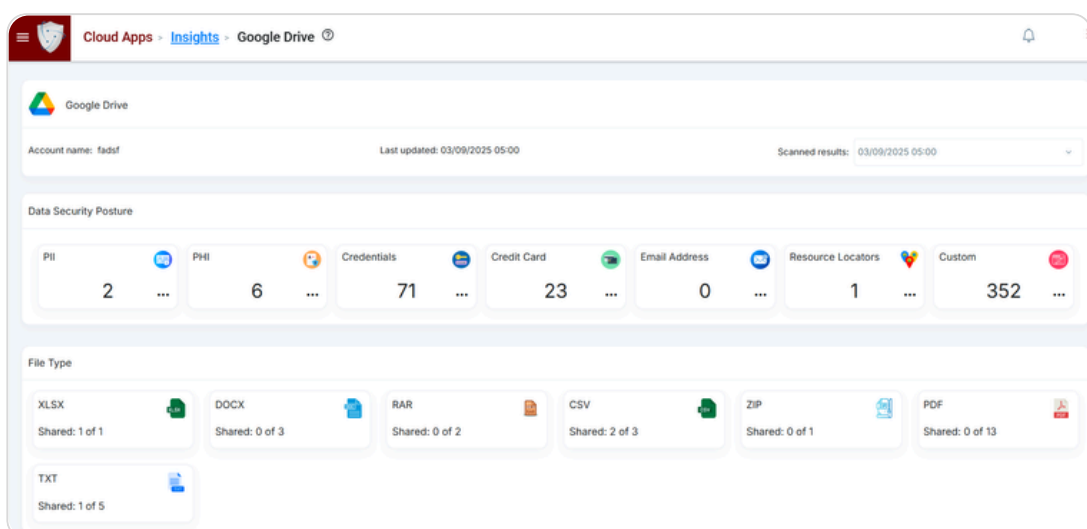 Cloud Apps > Insights > Google Drive
Google Drive
Account name: fadsf Last updated: 03/09/2025 05:00 Scanned results: 03/09/2025 05:00
Data Security Posture
PII PHI Credentials Credit Card Email Address Resource Locators Custom
2 ... 6 ... 71 ... 23 ... 0 ... 1 ... 352 ...
File Type
XLSX DOCX RAR CSV ZIP PDF
Shared: 1 of 1 Shared: 0 of 3 Shared: 0 of 2 Shared: 2 of 3 Shared: 0 of 1 Shared: 0 of 13
TXT
Shared: 1 of 5